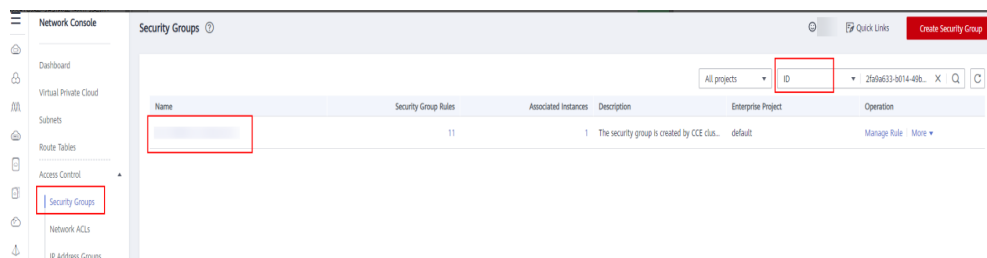 Network Console
Dashboard
Virtual Private Cloud
Subnets
Route Tables
Access Control
Security Groups
Network ACLs
IP Address Groups
Security Groups
Quick Links
Create Security Group
All projects
ID
2fa9a633-b014-49b...
Name Security Group Rules Associated Instances Description Enterprise Project Operation
11 1 The security group is created by CCE clus... default Manage Rule More